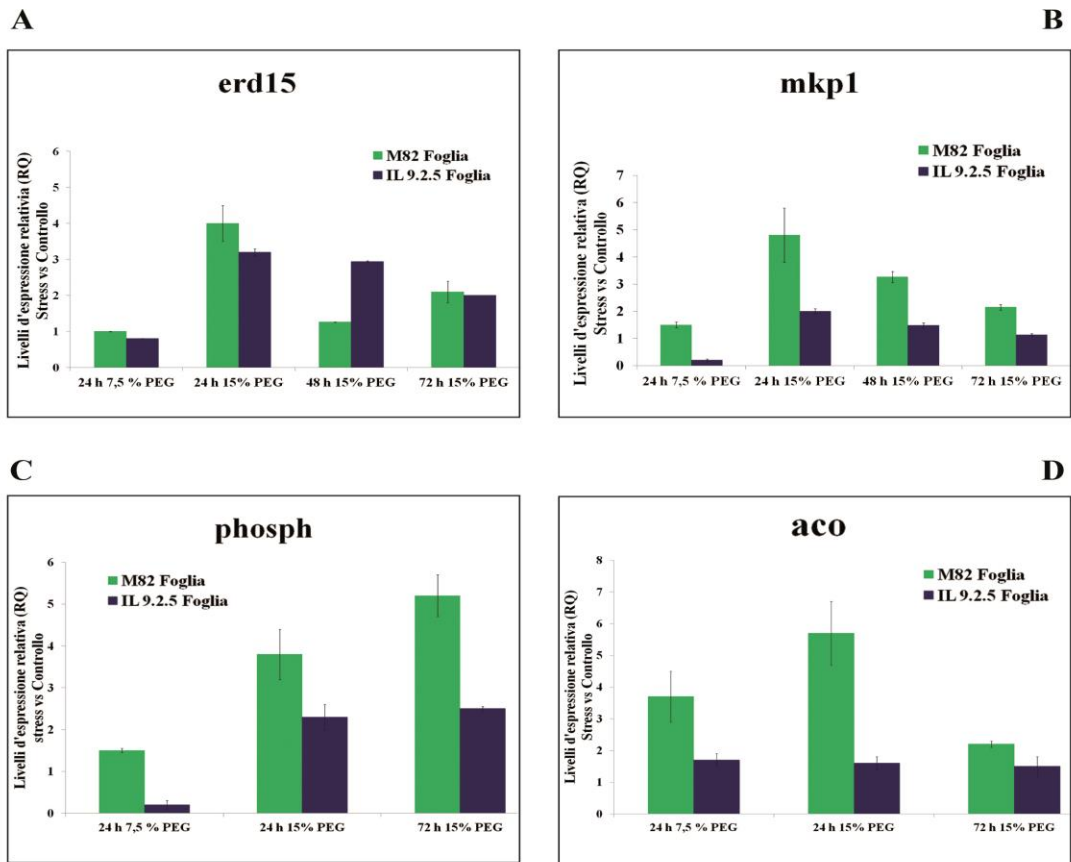 A
B
erd15
Livelli d'espressione relativia (RQ)
Stress vs Controllo
6
5
4
3
2
1
0
M82 Foglia
IL 9.2.5 Foglia
24 h 7,5 % PEG
24 h 15% PEG
48 h 15% PEG
72 h 15% PEG
mkp1
Livelli d'espressione relativa (RQ)
Stress vs Controllo
7
6
5
4
3
2
1
0
M82 Foglia
IL 9.2.5 Foglia
24 h 7,5 % PEG
24 h 15% PEG
48 h 15% PEG
72 h 15% PEG
C
D
phosph
Livelli d'espressione relativa (RQ)
stress vs Controllo
6
5
4
3
2
1
0
M82 Foglia
IL 9.2.5 Foglia
24 h 7,5 % PEG
24 h 15% PEG
72 h 15% PEG
aco
Livelli d'espressione relativa (RQ)
Stress vs Controllo
8
7
6
5
4
3
2
1
0
M82 Foglia
IL 9.2.5 Foglia
24 h 7,5 % PEG
24 h 15% PEG
72 h 15% PEG